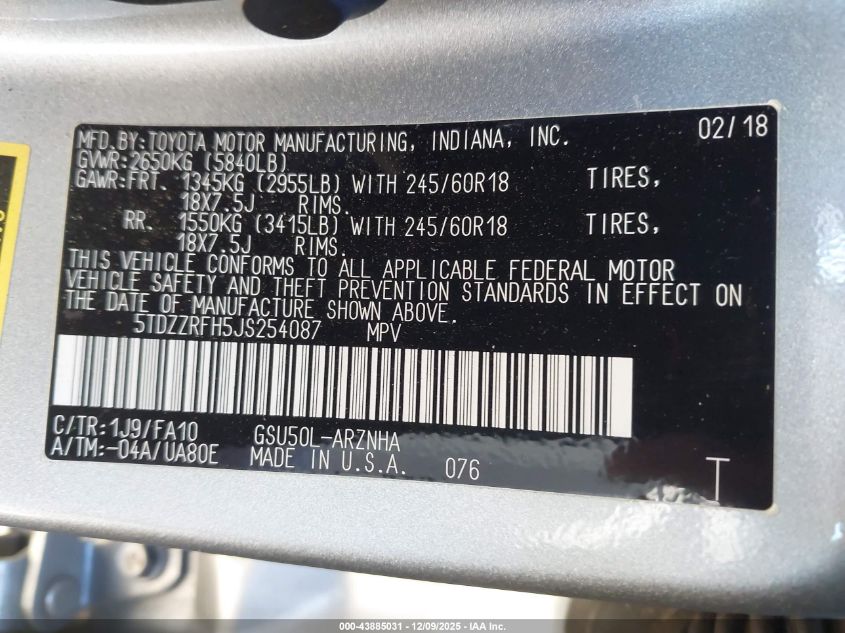 MFD.BY:TOYOTA MOTOR MANUFACTURING, INDIANA, INC. 02/18
GVWR:2650KG (5840LB)
GAWR:FRT. 1345KG (2955LB) WITH 245/60R18 TIRES,
18X7.5J RIMS.
RR. 1550KG (3415LB) WITH 245/60R18 TIRES,
18X7.5J RIMS.
THIS VEHICLE CONFORMS TO ALL APPLICABLE FEDERAL MOTOR
VEHICLE SAFETY AND THEFT PREVENTION STANDARDS IN EFFECT ON
THE DATE OF MANUFACTURE SHOWN ABOVE.
5TDZZRFH5JS254087 MPV
C/TR:1J9/FA10 GSU50L-ARZNHA
A/TM:-04A/UA80E MADE IN U.S.A. 076 T
000-43885031 - 12/09/2025 - IAA Inc.